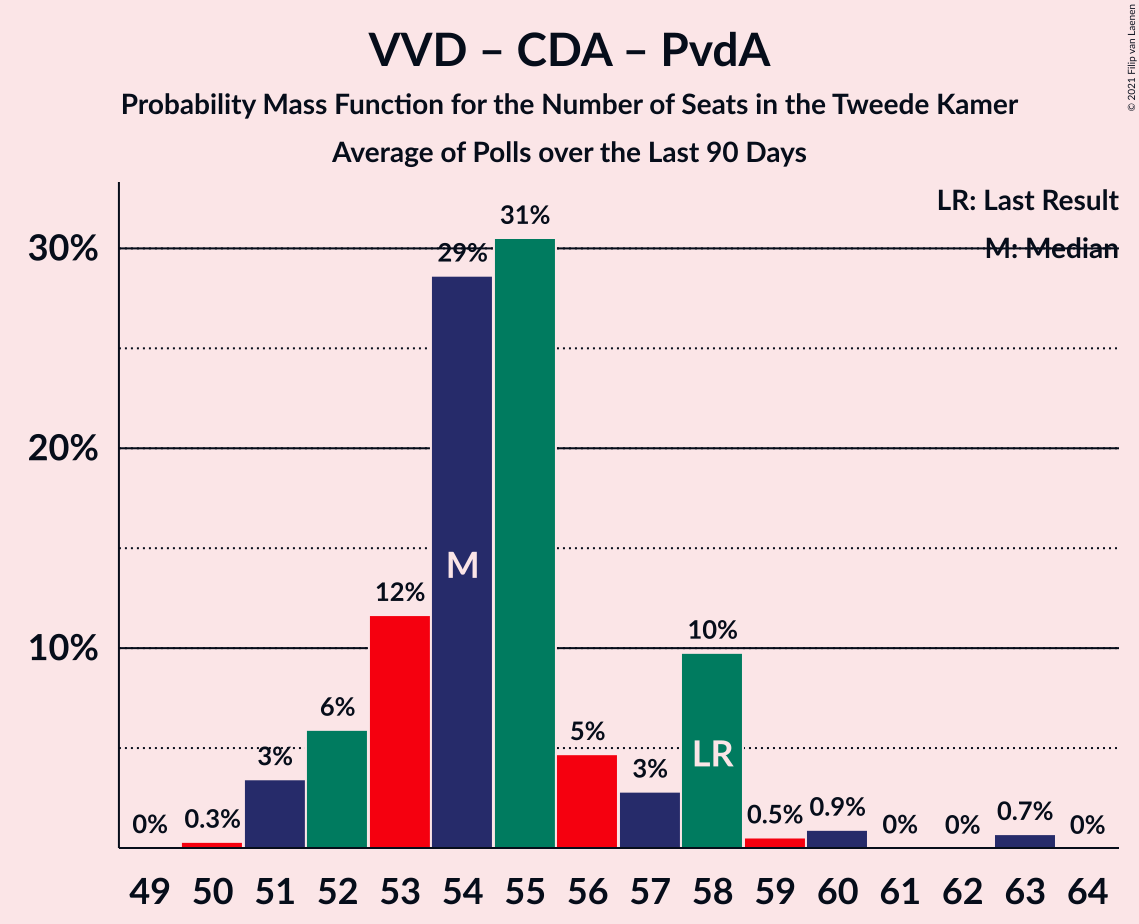 VVD – CDA – PvdA
Probability Mass Function for the Number of Seats in the Tweede Kamer
Average of Polls over the Last 90 Days
© 2021 Filip van Laenen
LR: Last Result
M: Median
30%
20%
10%
0%
0.3%
3%
6%
12%
29%
31%
5%
3%
10%
0.5%
0.9%
0%
0%
0.7%
0%
M
LR
49 50 51 52 53 54 55 56 57 58 59 60 61 62 63 64